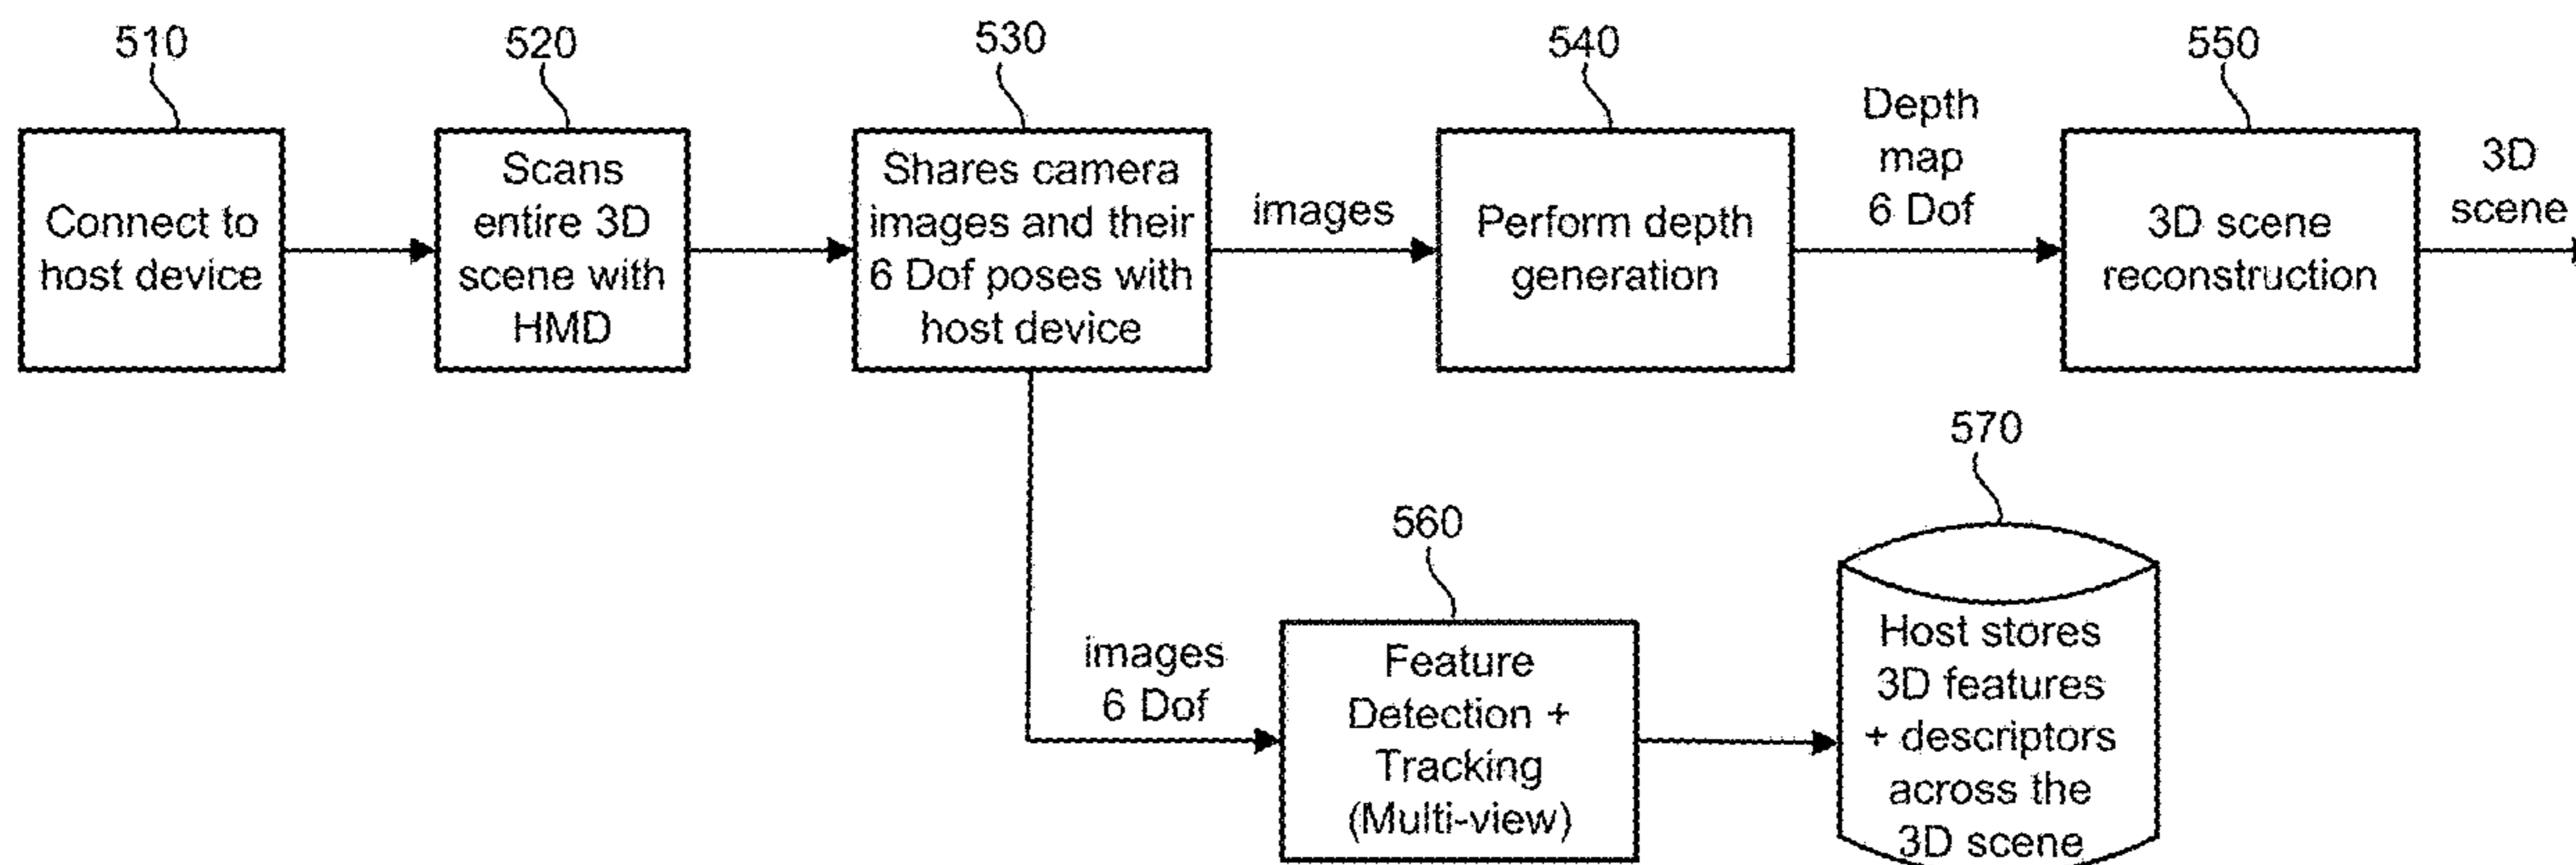 510
520
530
540
550
Connect to
host device
Scans
entire 3D
scene with
HMD
Shares camera
images and their
6 Dof poses with
host device
images
Perform depth
generation
Depth
map
6 Dof
3D scene
reconstruction
3D
scene
images
6 Dof
560
Feature
Detection +
Tracking
(Multi-view)
570
Host stores
3D features
+ descriptors
across the
3D scene